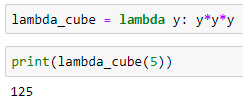 lambda_cube = lambda y: y*y*y
print(lambda_cube(5))
125